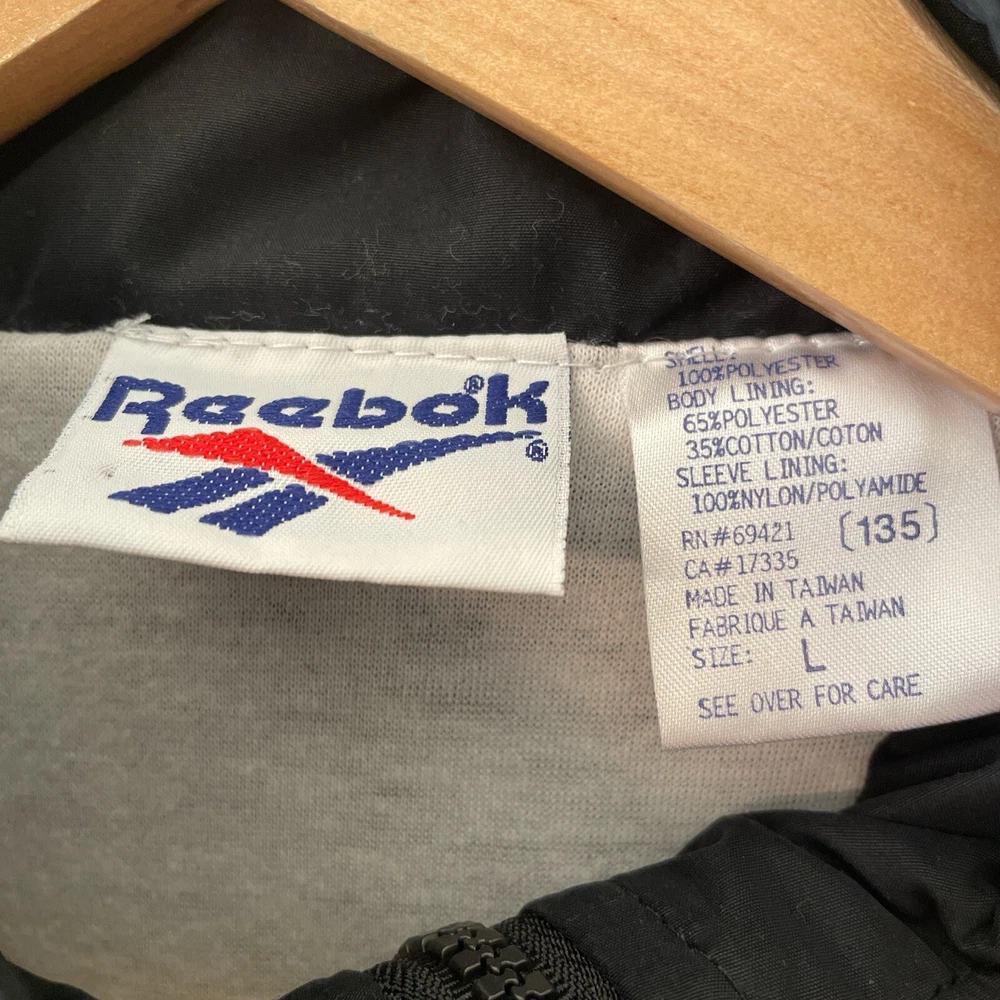 Reebok®
®
SHELL:
100%POLYESTER
BODY LINING:
65%POLYESTER
35%COTTON/COTON
SLEEVE LINING:
100%NYLON/POLYAMIDE
RN#69421 (135)
CA#17335
MADE IN TAIWAN
FABRIQUE A TAIWAN
SIZE: L
SEE OVER FOR CARE